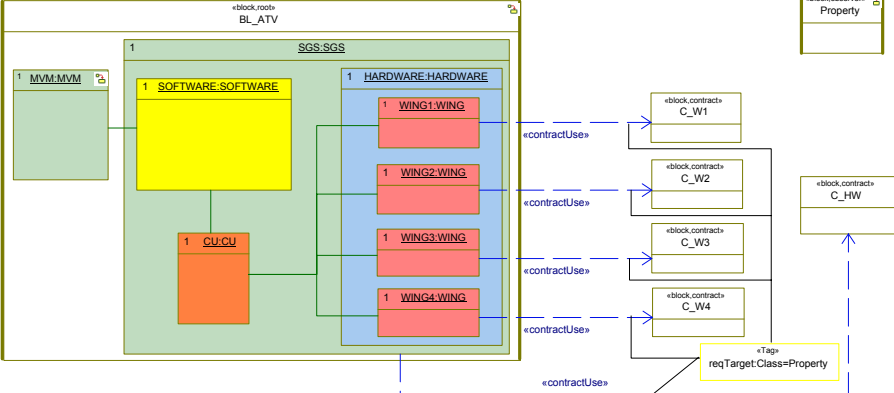 «block,root»
BL_ATV
1 SGS:SGS
1 MVM:MVM
1 SOFTWARE:SOFTWARE
1 CU:CU
1 HARDWARE:HARDWARE
1 WING1:WING
1 WING2:WING
1 WING3:WING
1 WING4:WING
«contractUse»
«contractUse»
«contractUse»
«contractUse»
«contractUse»
«block,contract»
C_W1
«block,contract»
C_W2
«block,contract»
C_W3
«block,contract»
C_W4
«Tag»
reqTarget:Class=Property
Property
«block,contract»
C_HW